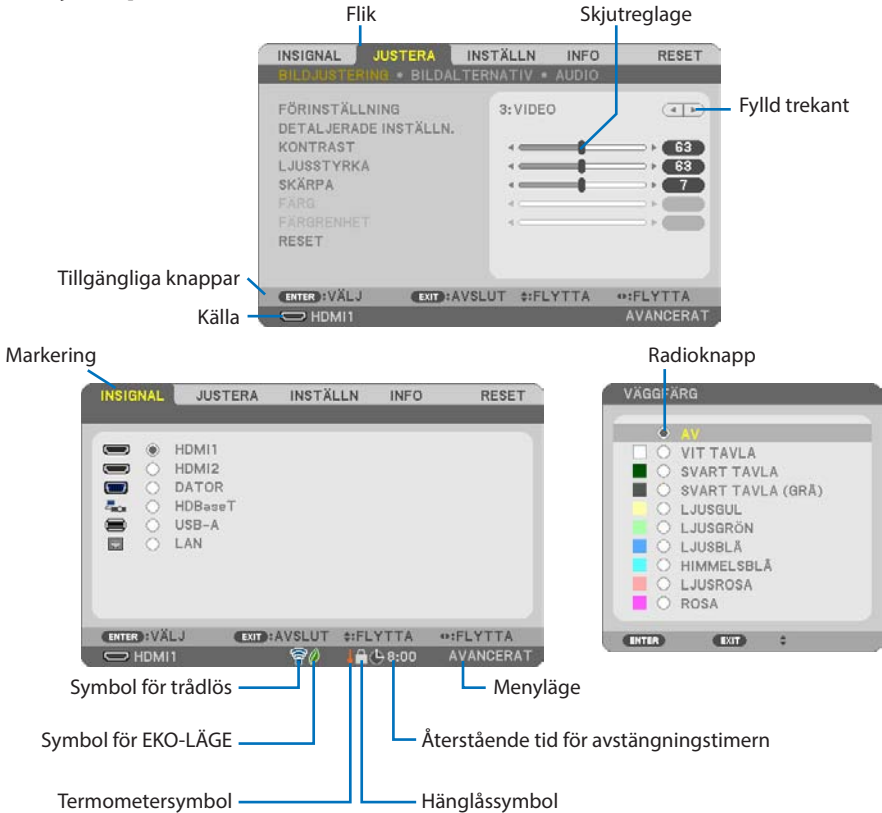 Flik
Skjutreglage
INSIGNAL JUSTERA INSTÄLLN INFO RESET
BILDJUSTERING • BILDALTERNATIV • AUDIO
FÖRINSTÄLLNING 3:VIDEO
Fylld trekant
DETALJERADE INSTÄLLN.
KONTRAST 63
LJUSSTYRKA 63
SKÄRPA 7
FÄRG
FÄRGRENHET
RESET
Tillgängliga knappar
ENTER:VÄLJ EXIT:AVSLUT :FLYTTA :FLYTTA
Källa
HDMI1 AVANCERAT
Markering
INSIGNAL JUSTERA INSTÄLLN INFO RESET
HDMI1
HDMI2
DATOR
HDBaseT
USB-A
LAN
ENTER:VÄLJ EXIT:AVSLUT :FLYTTA :FLYTTA
HDMI1 8:00 AVANCERAT
Radioknapp
VÄGGFÄRG
AV
VIT TAVLA
SVART TAVLA
SVART TAVLA (GRÅ)
LJUSGUL
LJUSGRÖN
LJUSBLÅ
HIMMELSBLÅ
LJUSROSA
ROSA
ENTER EXIT
Symbol för trådlös
Menyläge
Symbol för EKO-LÄGE
Återstående tid för avstängningstimern
Termometersymbol
Hänglåssymbol